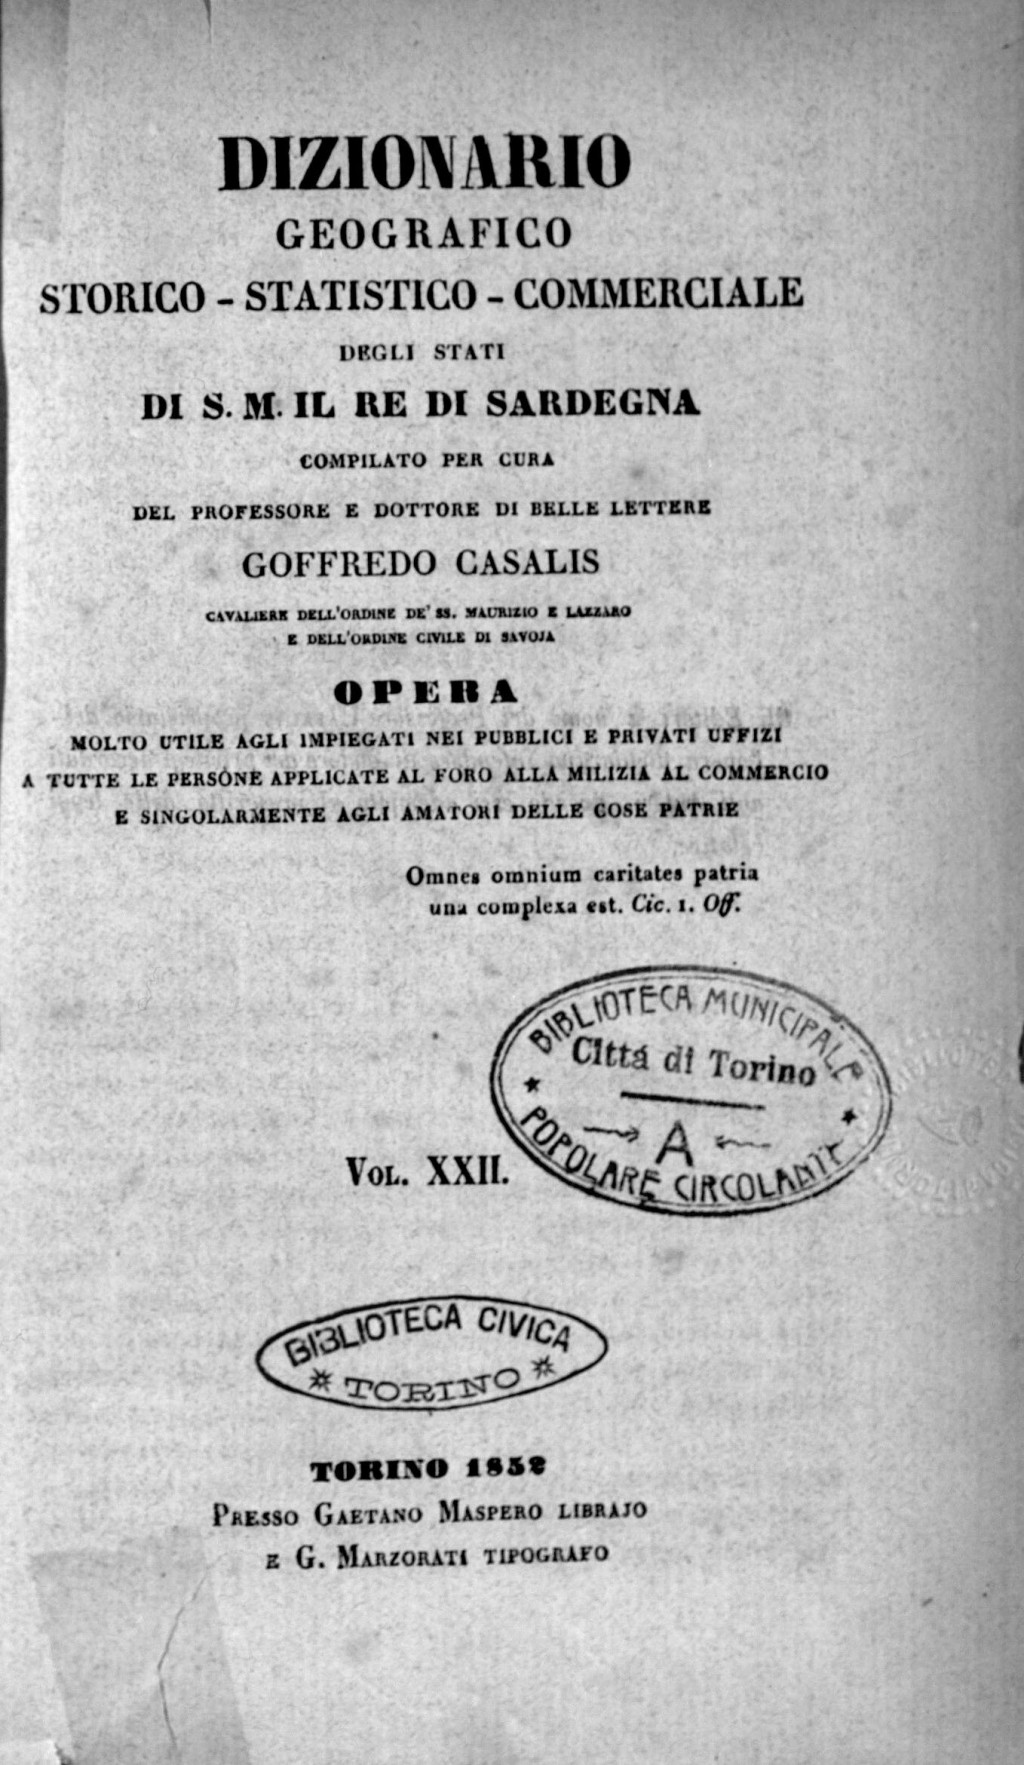 DIZIONARIO
GEOGRAFICO
STORICO - STATISTICO - COMMERCIALE
DEGLI STATI
DI S. M. IL RE DI SARDEGNA
COMPILATO PER CURA
DEL PROFESSORE E DOTTORE DI BELLE LETTERE
GOFFREDO CASALIS
CAVALIERE DELL'ORDINE DE' SS. MAURIZIO E LAZZARO
E DELL'ORDINE CIVILE DI SAVOJA
OPERA
MOLTO UTILE AGLI IMPIEGATI NEI PUBBLICI E PRIVATI UFFIZI
A TUTTE LE PERSONE APPLICATE AL FORO ALLA MILIZIA AL COMMERCIO
E SINGOLARMENTE AGLI AMATORI DELLE COSE PATRIE
Omnes omnium caritates patria
una complexa est. Cic. 1. Off.
BIBLIOTECA MUNICIPALE
Cittá di Torino
A
POPOLARE CIRCOLANTE
VOL. XXII.
BIBLIOTECA CIVICA
TORINO
TORINO 1852
PRESSO GAETANO MASPERO LIBRAJO
E G. MARZORATI TIPOGRAFO